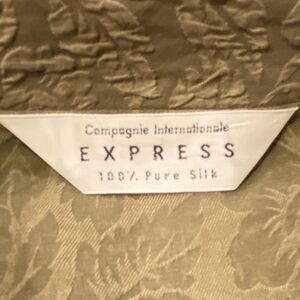 Compagnie Internationale
EXPRESS
100% Pure Silk